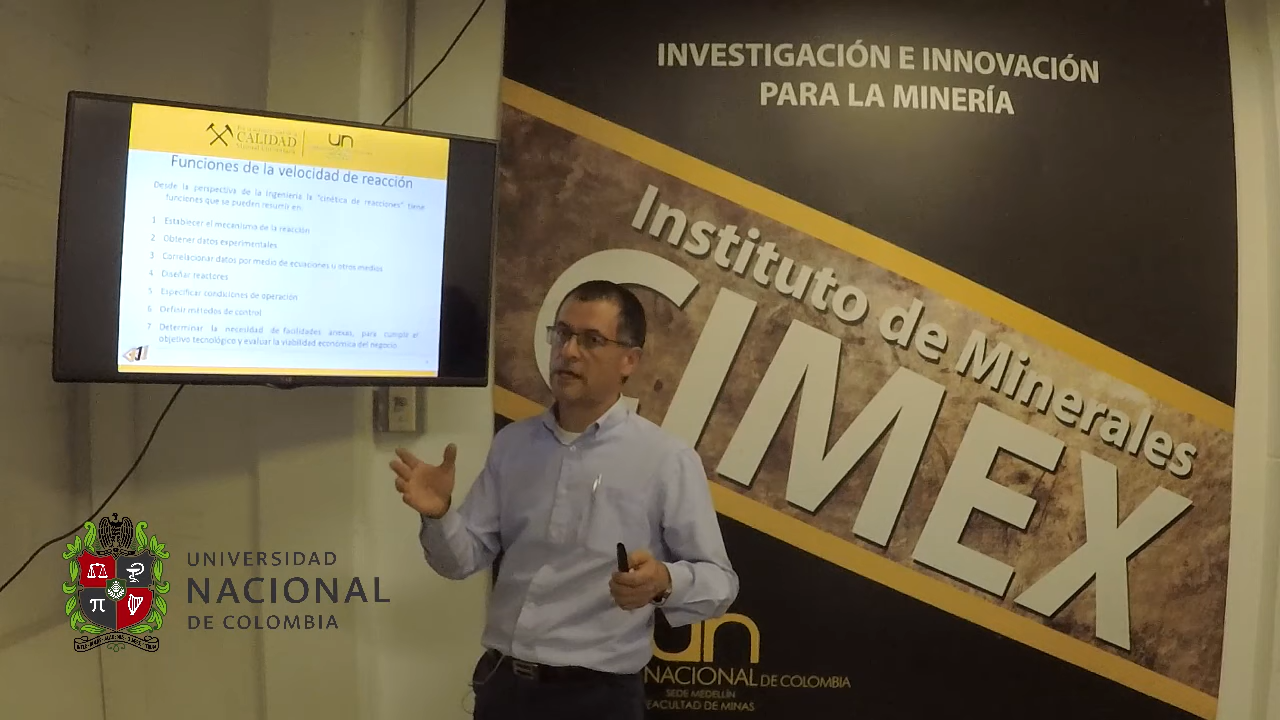 INVESTIGACIÓN E INNOVACIÓN
PARA LA MINERÍA
Instituto de Minerales
CIMEX
un
NACIONAL DE COLOMBIA
SEDE MEDELLÍN
FACULTAD DE MINAS
CALIDAD
un
Funciones de la velocidad de reacción
Desde la perspectiva de la Ingeniería la "cinética de reacciones" tiene
funciones que se pueden resumir en:
1 Establecer el mecanismo de la reacción
2 Obtener datos experimentales
3 Correlacionar datos por medio de ecuaciones u otros medios
4 Diseñar reactores
5 Especificar condiciones de operación
6 Definir métodos de control
7 Determinar la necesidad de facilidades anexas, para cumplir el
objetivo tecnológico y evaluar la viabilidad económica del negocio
UNIVERSIDAD
NACIONAL
DE COLOMBIA